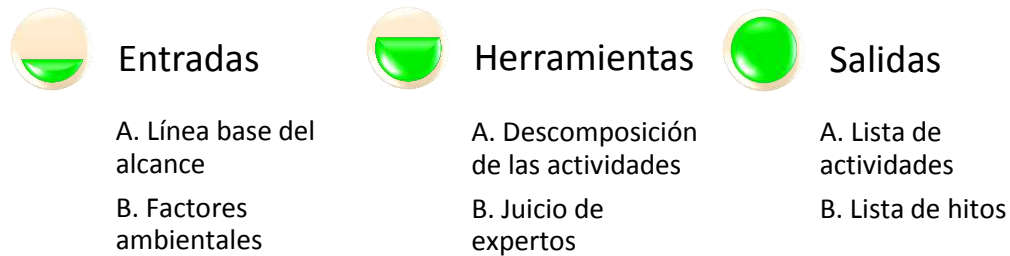 Entradas
A. Línea base del
alcance
B. Factores
ambientales
Herramientas
A. Descomposición
de las actividades
B. Juicio de
expertos
Salidas
A. Lista de
actividades
B. Lista de hitos